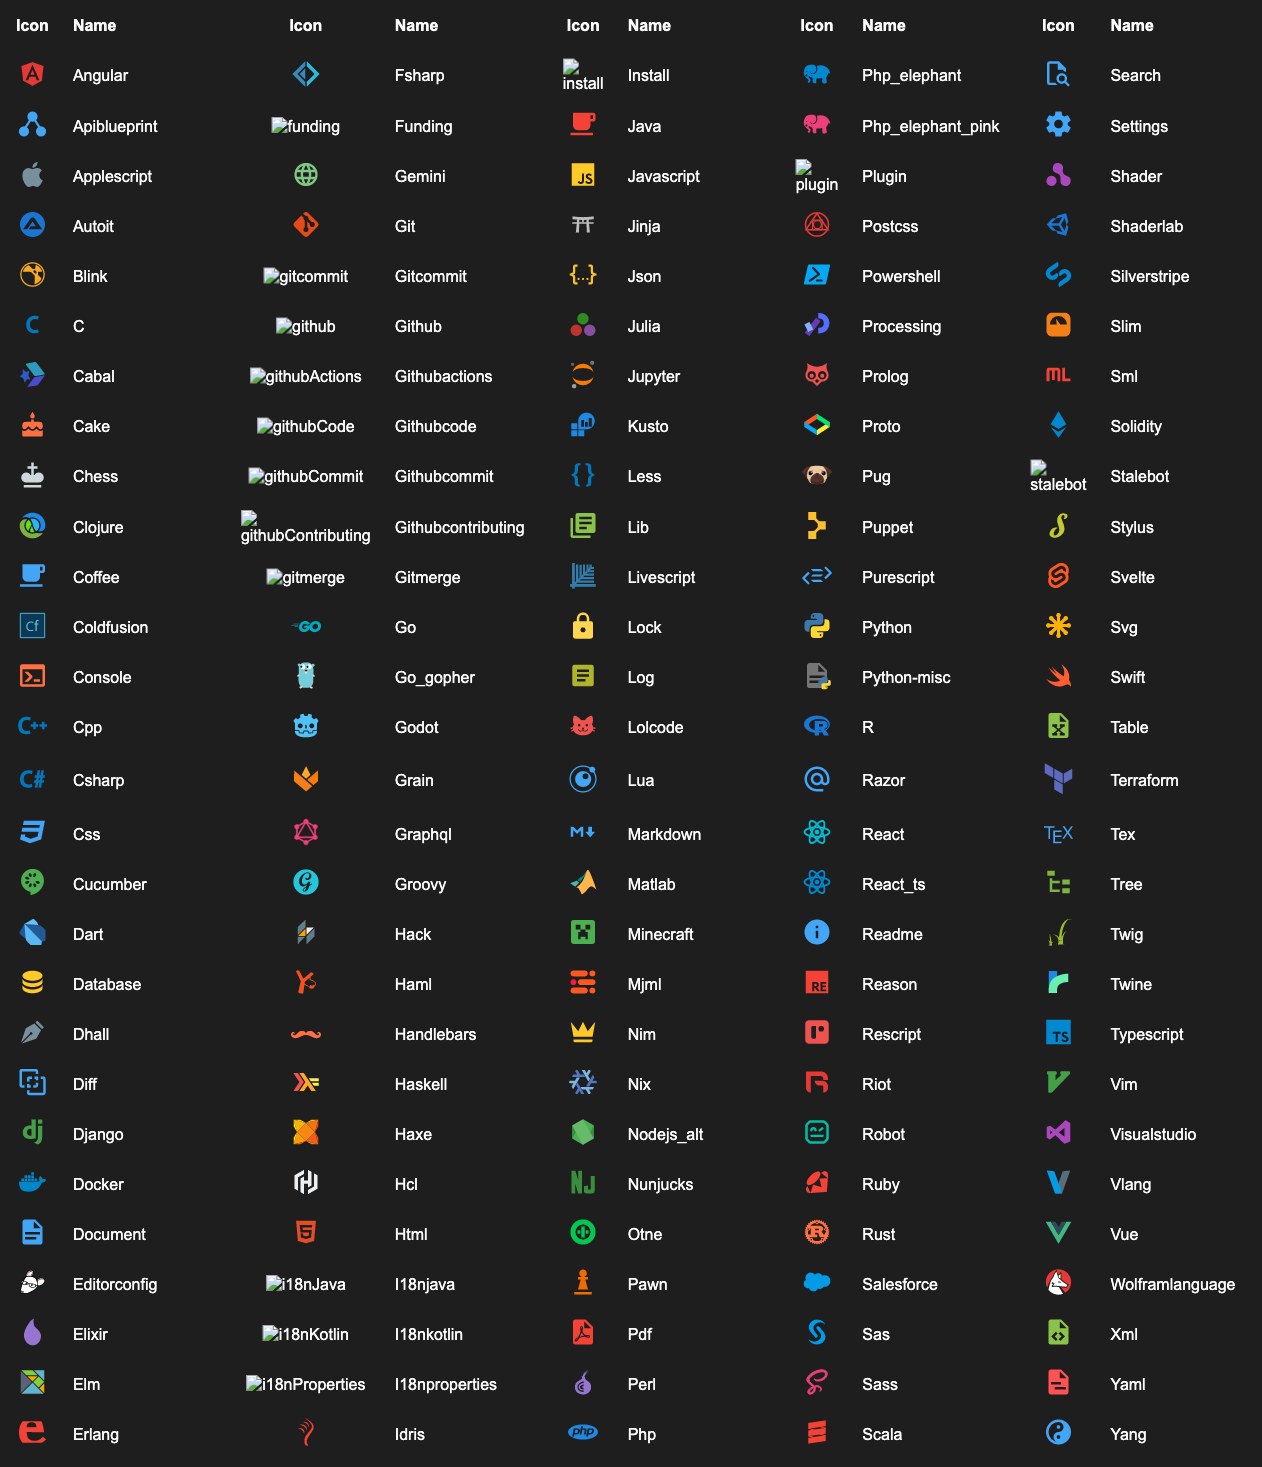 Icon Name Icon Name Icon Name Icon Name Icon Name
Angular Fsharp install Install Php_elephant Search
Apiblueprint funding Funding Java Php_elephant_pink Settings
Applescript Gemini JS Javascript plugin Plugin Shader
Autoit Git Jinja Postcss Shaderlab
Blink gitcommit Gitcommit {...} Json Powershell Silverstripe
C C github Github Julia Processing Slim
Cabal githubActions Githubactions Jupyter Prolog ML Sml
Cake githubCode Githubcode Kusto Proto Solidity
Chess githubCommit Githubcommit {} Less Pug stalebot Stalebot
Clojure githubContributing Githubcontributing Lib Puppet Stylus
Coffee gitmerge Gitmerge Livescript Purescript Svelte
Cf Coldfusion GO Go Lock Python Svg
Console Go_gopher Log Python-misc Swift
C++ Cpp Godot Lolcode R R Table
C# Csharp Grain Lua @ Razor Terraform
Css Graphql M Markdown React TEX Tex
Cucumber Groovy Matlab React_ts Tree
Dart Hack Minecraft i Readme Twig
Database Haml Mjml RE Reason Twine
Dhall Handlebars Nim Rescript TS Typescript
Diff Haskell Nix Riot Vim
dj Django Haxe Nodejs_alt Robot Visualstudio
Docker Hcl NJ Nunjucks Ruby Vlang
Document 5 Html Otne R Rust Vue
Editorconfig i18nJava I18njava Pawn Salesforce Wolframlanguage
Elixir i18nKotlin I18nkotlin Pdf Sas Xml
Elm i18nProperties I18nproperties Perl Sass Yaml
e Erlang Idris php Php Scala Yang